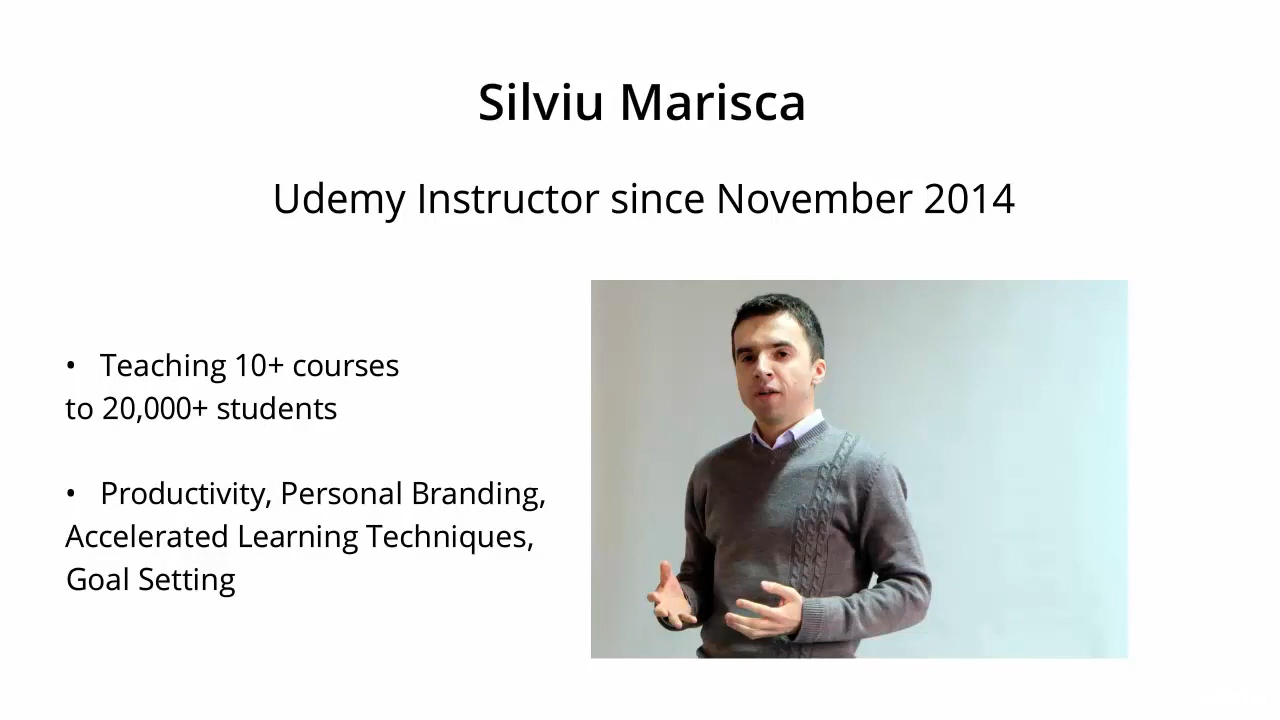 Silviu Marisca
Udemy Instructor since November 2014
• Teaching 10+ courses
to 20,000+ students
• Productivity, Personal Branding,
Accelerated Learning Techniques,
Goal Setting